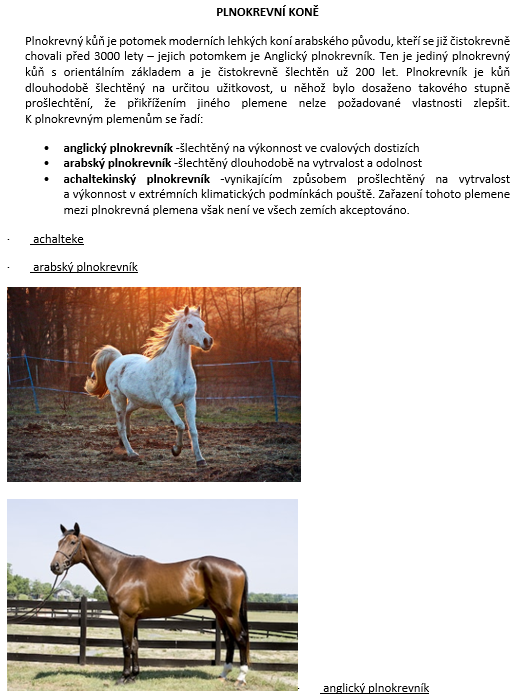 PLNOKREVNÍ KONĚ
Plnokrevný kůň je potomek moderních lehkých koní arabského původu, kteří se již čistokrevně
chovali před 3000 lety – jejich potomkem je Anglický plnokrevník. Ten je jediný plnokrevný
kůň s orientálním základem a je čistokrevně šlechtěn už 200 let. Plnokrevník je kůň
dlouhodobě šlechtěný na určitou užitkovost, u něhož bylo dosaženo takového stupně
prošlechtění, že přikřížením jiného plemene nelze požadované vlastnosti zlepšit.
K plnokrevným plemenům se řadí:
• anglický plnokrevník -šlechtěný na výkonnost ve cvalových dostizích
• arabský plnokrevník -šlechtěný dlouhodobě na vytrvalost a odolnost
• achaltekinský plnokrevník -vynikajícím způsobem prošlechtěný na vytrvalost
a výkonnost v extrémních klimatických podmínkách pouště. Zařazení tohoto plemene
mezi plnokrevná plemena však není ve všech zemích akceptováno.
· achalteke
· arabský plnokrevník
· anglický plnokrevník